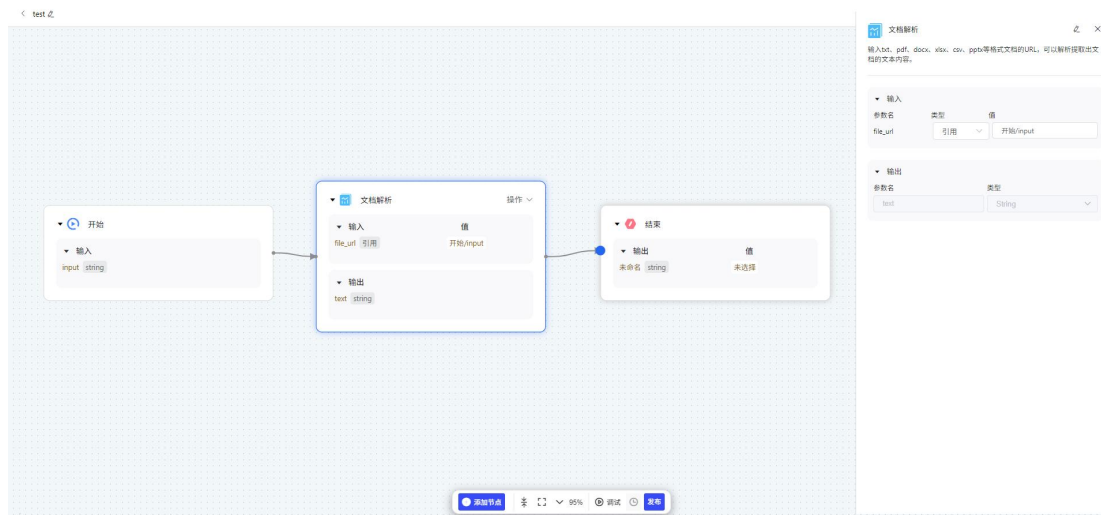 test
文档解析
输入txt、pdf、docx、xlsx、csv、pptx等格式文档的URL，可以解析提取出文
档的文本内容。
输入
参数名 类型 值
file_url 引用 开始/input
输出
参数名 类型
text String
开始
输入
input string
文档解析 操作
输入 值
file_url 引用 开始/input
输出
text string
结束
输出 值
未命名 string 未选择
添加节点 95% 调试 发布